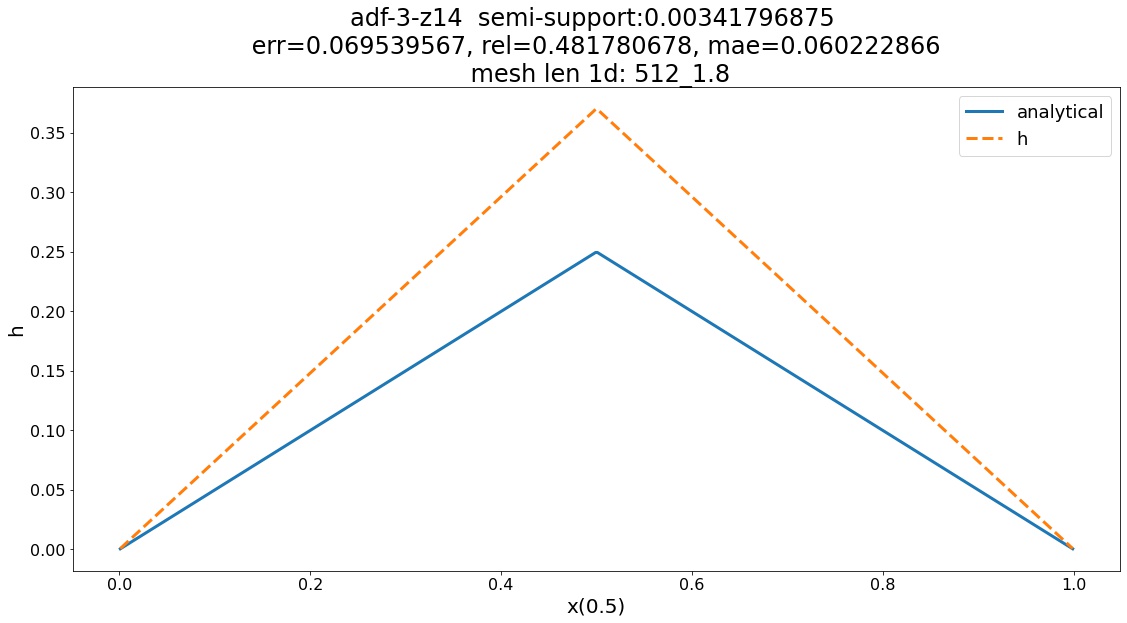 adf-3-z14  semi-support:0.00341796875
err=0.069539567, rel=0.481780678, mae=0.060222866
mesh len 1d: 512_1.8
analytical
h
0.35
0.30
0.25
0.20
0.15
0.10
0.05
0.00
h
0.0 0.2 0.4 0.6 0.8 1.0
x(0.5)